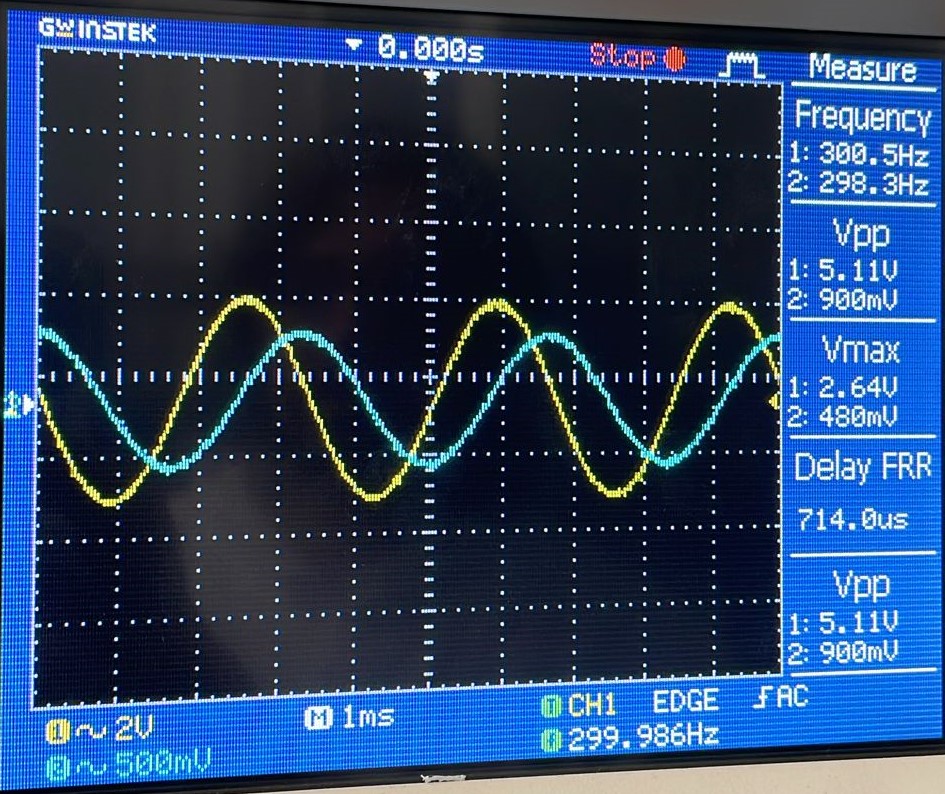 GW INSTEK
0.000s
Stop
Measure
Frequency
1: 300.5Hz
2: 298.3Hz
Vpp
1: 5.11V
2: 900mV
Vmax
1: 2.64V
2: 480mV
Delay FRR
714.0us
Vpp
1: 5.11V
2: 900mV
1 ~ 2V
M 1ms
T CH1 EDGE AC
2 ~ 500mV
F 299.986Hz